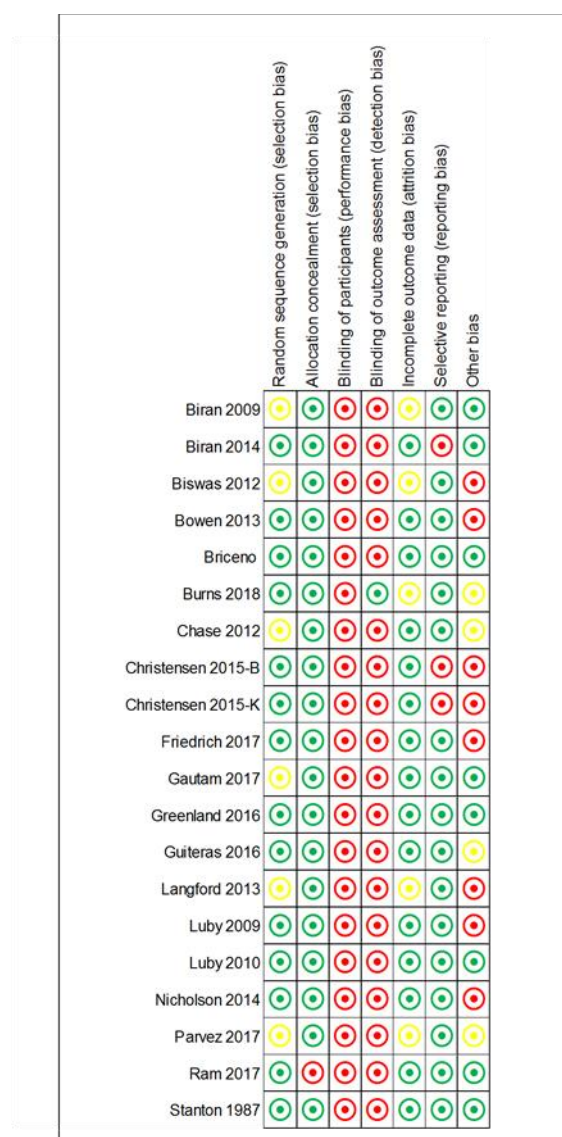 Random sequence generation (selection bias)
Allocation concealment (selection bias)
Blinding of participants (performance bias)
Blinding of outcome assessment (detection bias)
Incomplete outcome data (attrition bias)
Selective reporting (reporting bias)
Other bias
Biran 2009
Biran 2014
Biswas 2012
Bowen 2013
Briceno
Burns 2018
Chase 2012
Christensen 2015-B
Christensen 2015-K
Friedrich 2017
Gautam 2017
Greenland 2016
Guiteras 2016
Langford 2013
Luby 2009
Luby 2010
Nicholson 2014
Parvez 2017
Ram 2017
Stanton 1987